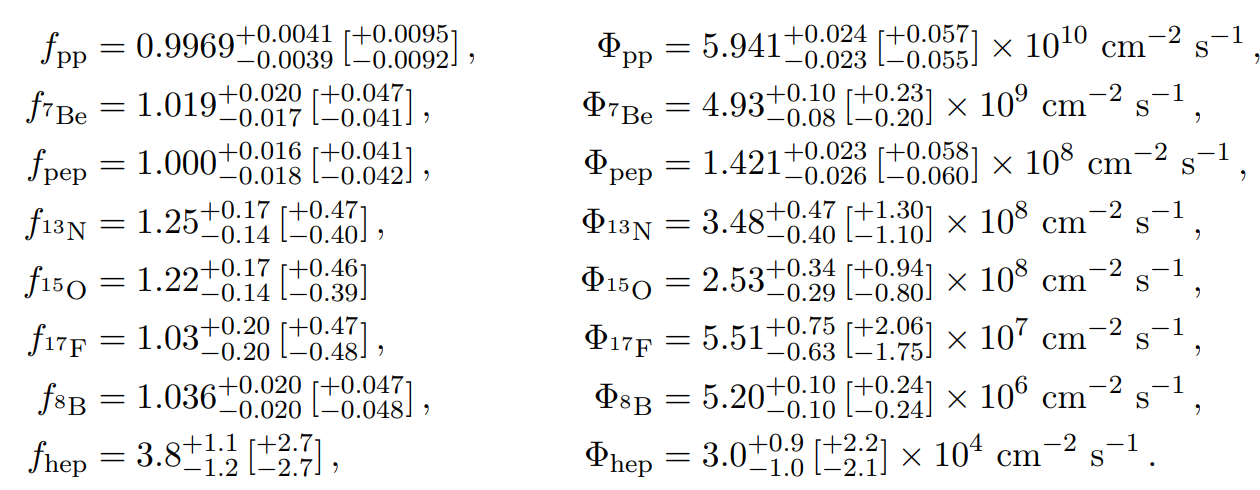 f_pp = 0.9969^{+0.0041}_{−0.0039} [^{+0.0095}_{−0.0092}] ,   Φ_pp = 5.941^{+0.024}_{−0.023} [^{+0.057}_{−0.055}] × 10^{10} cm^{−2} s^{−1} ,
f_{^7Be} = 1.019^{+0.020}_{−0.017} [^{+0.047}_{−0.041}] ,   Φ_{^7Be} = 4.93^{+0.10}_{−0.08} [^{+0.23}_{−0.20}] × 10^9 cm^{−2} s^{−1} ,
f_pep = 1.000^{+0.016}_{−0.018} [^{+0.041}_{−0.042}] ,   Φ_pep = 1.421^{+0.023}_{−0.026} [^{+0.058}_{−0.060}] × 10^8 cm^{−2} s^{−1} ,
f_{^{13}N} = 1.25^{+0.17}_{−0.14} [^{+0.47}_{−0.40}] ,   Φ_{^{13}N} = 3.48^{+0.47}_{−0.40} [^{+1.30}_{−1.10}] × 10^8 cm^{−2} s^{−1} ,
f_{^{15}O} = 1.22^{+0.17}_{−0.14} [^{+0.46}_{−0.39}]   Φ_{^{15}O} = 2.53^{+0.34}_{−0.29} [^{+0.94}_{−0.80}] × 10^8 cm^{−2} s^{−1} ,
f_{^{17}F} = 1.03^{+0.20}_{−0.20} [^{+0.47}_{−0.48}] ,   Φ_{^{17}F} = 5.51^{+0.75}_{−0.63} [^{+2.06}_{−1.75}] × 10^7 cm^{−2} s^{−1} ,
f_{^8B} = 1.036^{+0.020}_{−0.020} [^{+0.047}_{−0.048}] ,   Φ_{^8B} = 5.20^{+0.10}_{−0.10} [^{+0.24}_{−0.24}] × 10^6 cm^{−2} s^{−1} ,
f_hep = 3.8^{+1.1}_{−1.2} [^{+2.7}_{−2.7}] ,   Φ_hep = 3.0^{+0.9}_{−1.0} [^{+2.2}_{−2.1}] × 10^4 cm^{−2} s^{−1} .